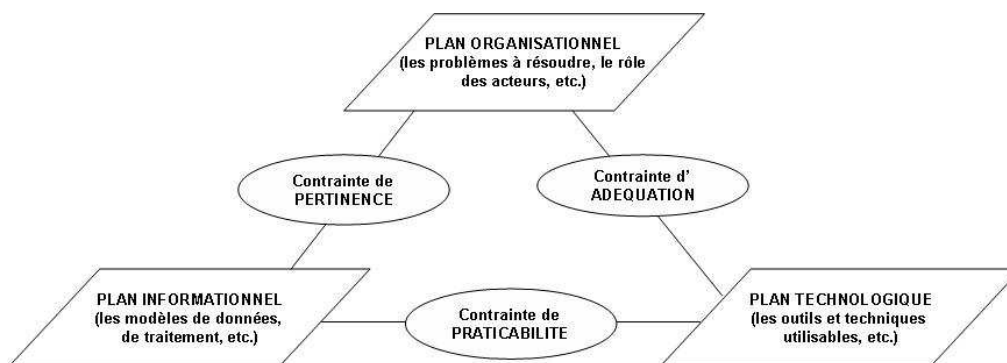 PLAN ORGANISATIONNEL
(les problèmes à résoudre, le rôle
des acteurs, etc.)
Contrainte de
PERTINENCE
Contrainte d'
ADEQUATION
PLAN INFORMATIONNEL
(les modèles de données,
de traitement, etc.)
Contrainte de
PRATICABILITE
PLAN TECHNOLOGIQUE
(les outils et techniques
utilisables, etc.)